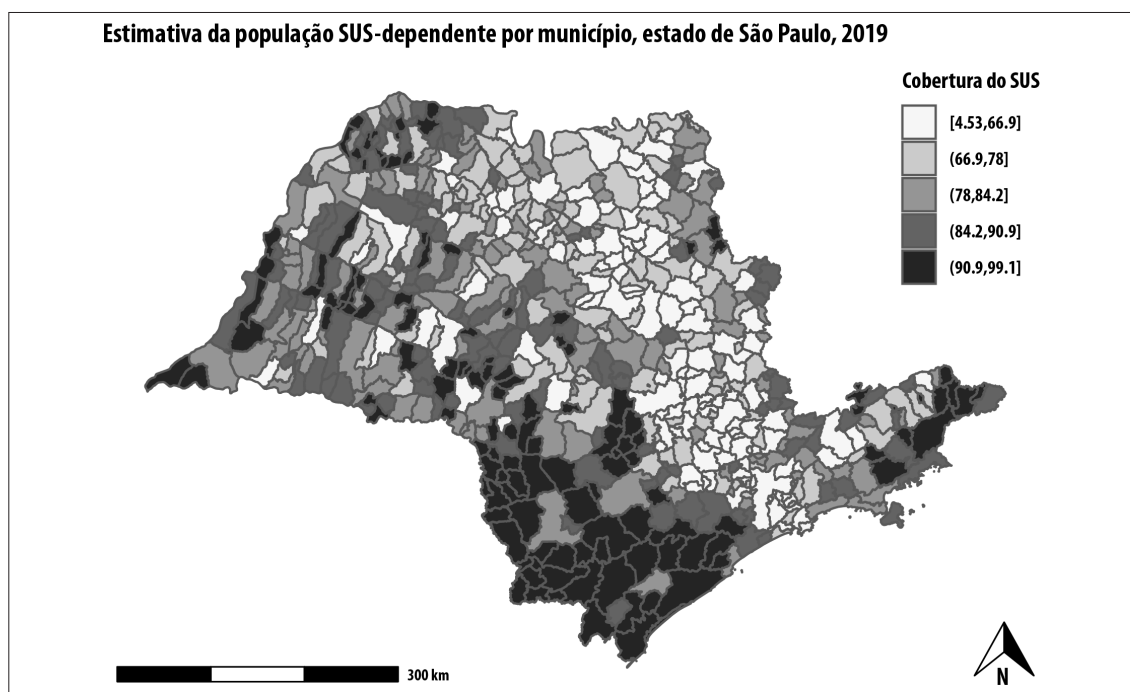 Estimativa da população SUS-dependente por município, estado de São Paulo, 2019
Cobertura do SUS
[4.53,66.9]
(66.9,78]
(78,84.2]
(84.2,90.9]
(90.9,99.1]
300 km
N